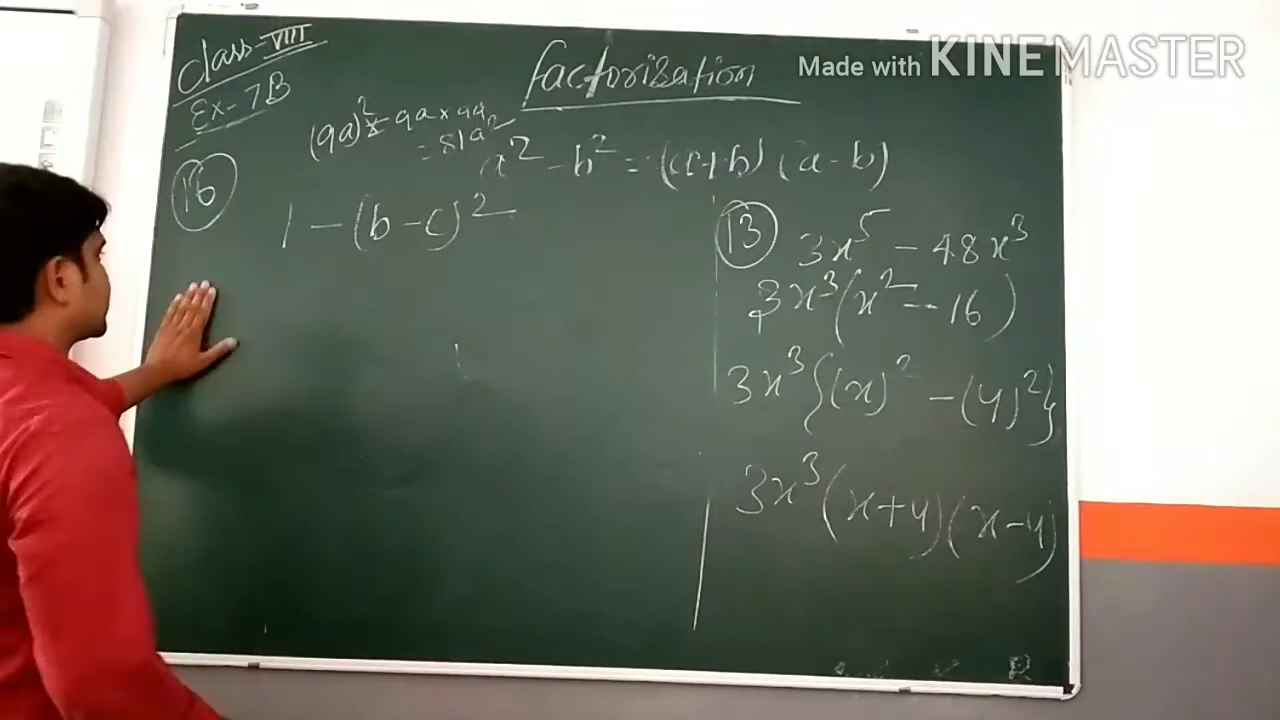 Made with KINEMASTER
Class-VIII
Ex-7B
Factorisation
(9a)²= 9a×9a
= 81a²
a² - b² = (a+b) (a-b)
16
1 - (b-c)²
13 3x⁵ - 48x³
3x³(x² - 16)
3x³{(x)² - (4)²}
3x³(x+4)(x-4)